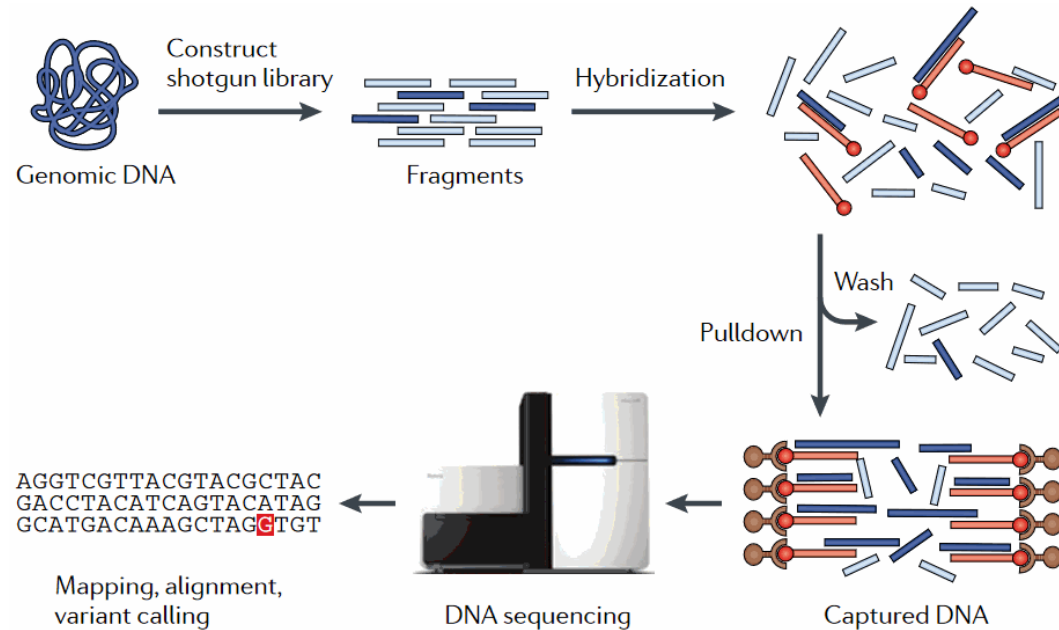 Construct
shotgun library
Hybridization
Genomic DNA
Fragments
Wash
Pulldown
AGGTCGTTACGTACGCTAC
GACCTACATCAGTACATAG
GCATGACAAAGCTAGGTGT
Mapping, alignment,
variant calling
DNA sequencing
Captured DNA